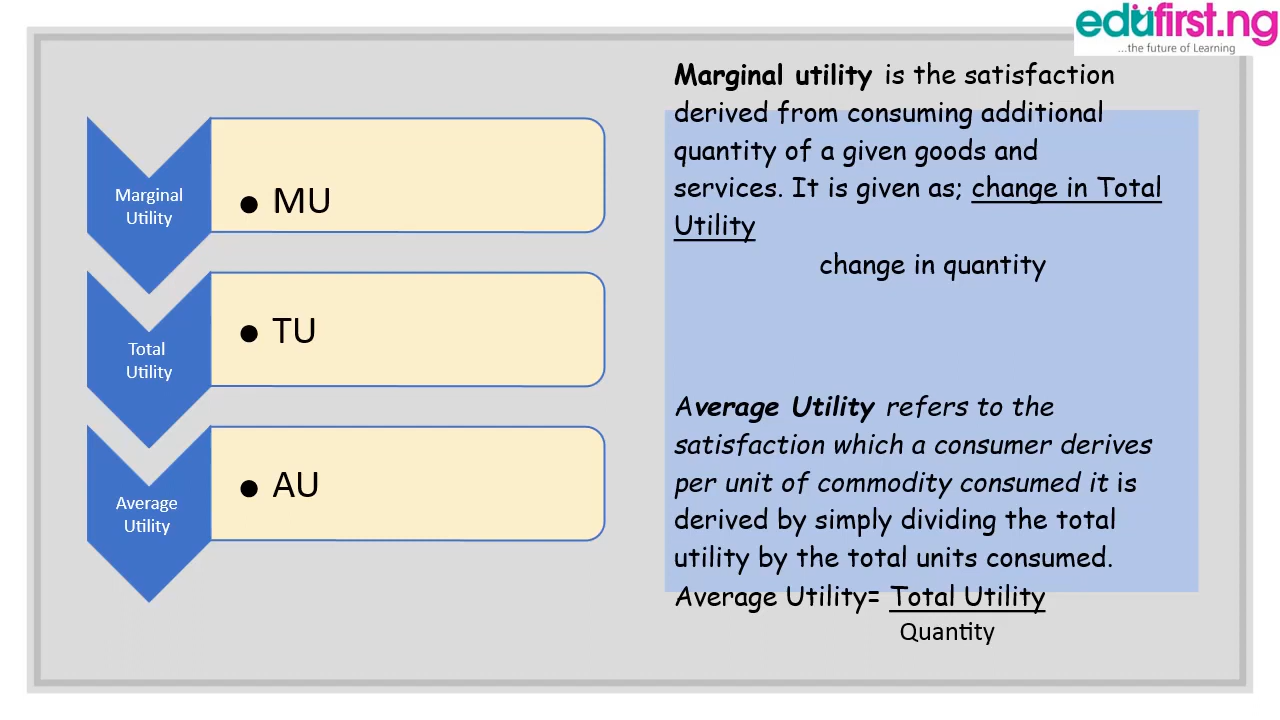 edufirst.ng
...the future of Learning
Marginal
Utility
● MU
Total
Utility
● TU
Average
Utility
● AU
Marginal utility is the satisfaction
derived from consuming additional
quantity of a given goods and
services. It is given as; change in Total
Utility
change in quantity
Average Utility refers to the
satisfaction which a consumer derives
per unit of commodity consumed it is
derived by simply dividing the total
utility by the total units consumed.
Average Utility= Total Utility
Quantity